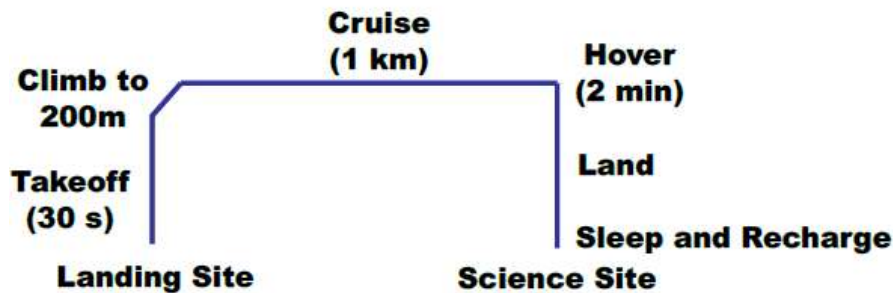 Cruise
(1 km)
Hover
(2 min)
Climb to
200m
Land
Takeoff
(30 s)
Sleep and Recharge
Landing Site
Science Site